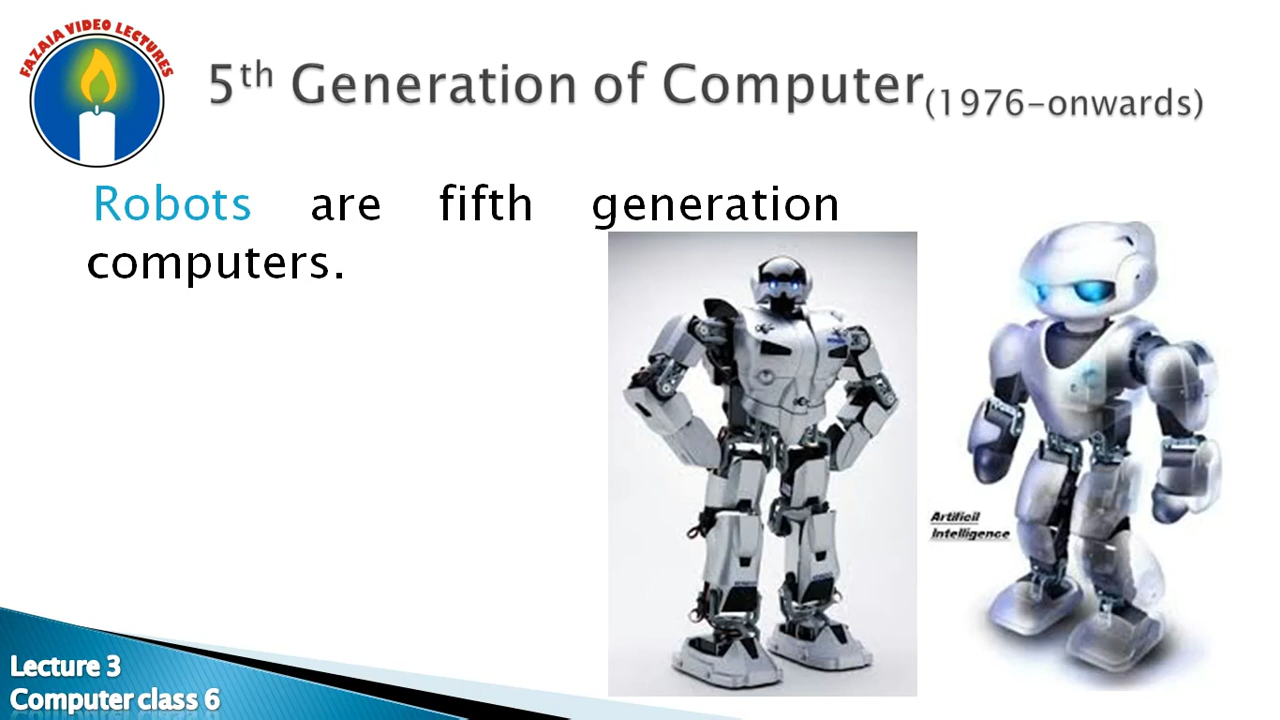 FAZAIA VIDEO LECTURES
5th Generation of Computer(1976-onwards)
Robots are fifth generation
computers.
Artificil
Intelligence
Lecture 3
Computer class 6